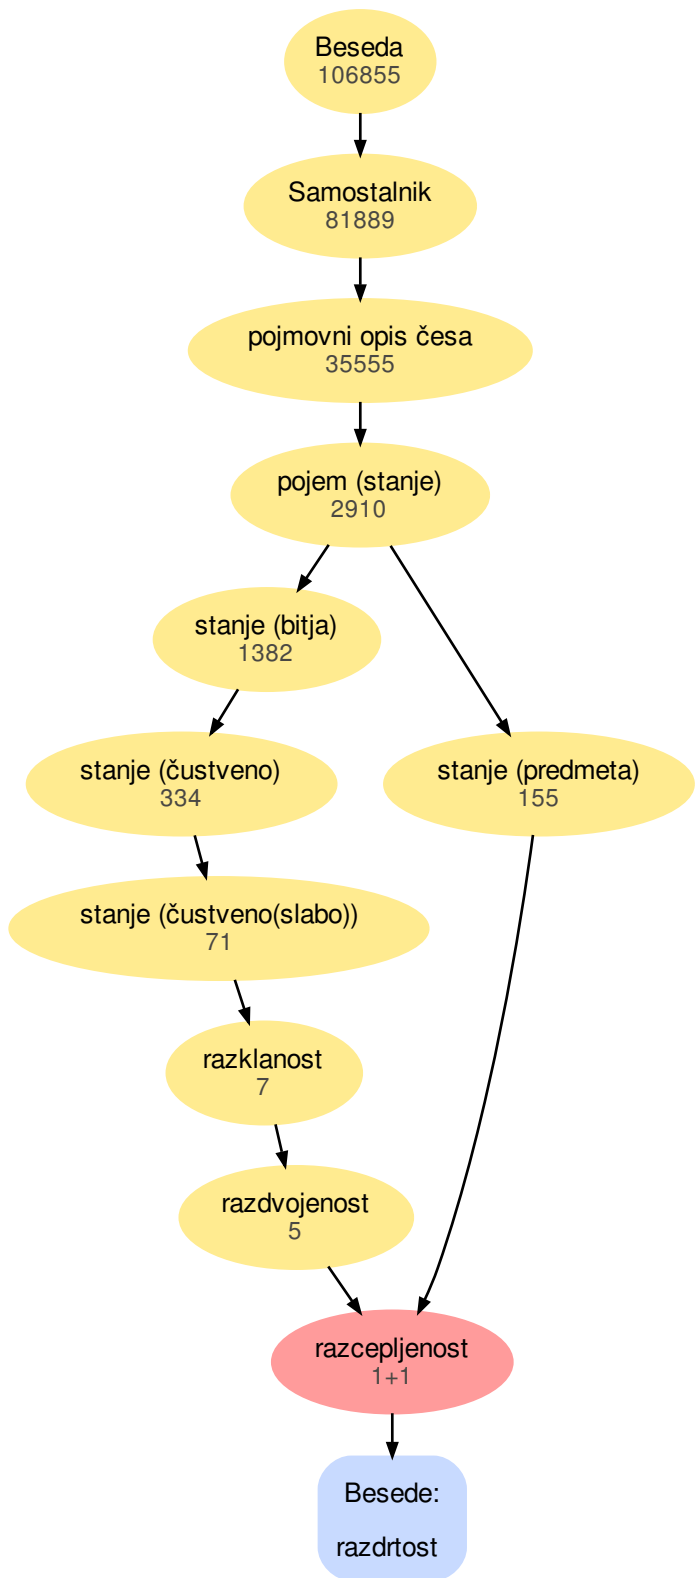 Beseda
106855
Samostalnik
81889
pojmovni opis česa
35555
pojem (stanje)
2910
stanje (bitja)
1382
stanje (čustveno)
334
stanje (predmeta)
155
stanje (čustveno(slabo))
71
razklanost
7
razdvojenost
5
razcepljenost
1+1
Besede:
razdrtost